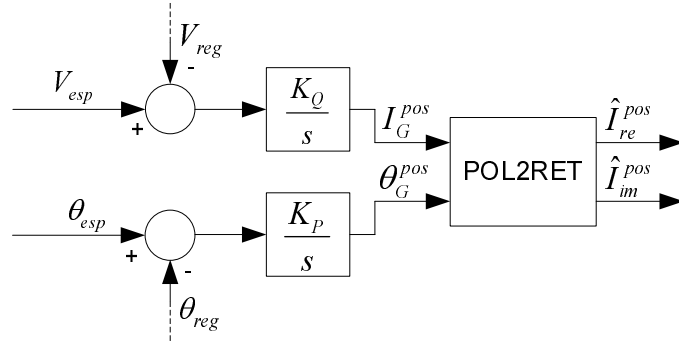 V_reg
-
V_esp
+
K_Q
s
I_G^pos
Î_re^pos
POL2RET
θ_G^pos
Î_im^pos
θ_esp
+
K_P
s
-
θ_reg